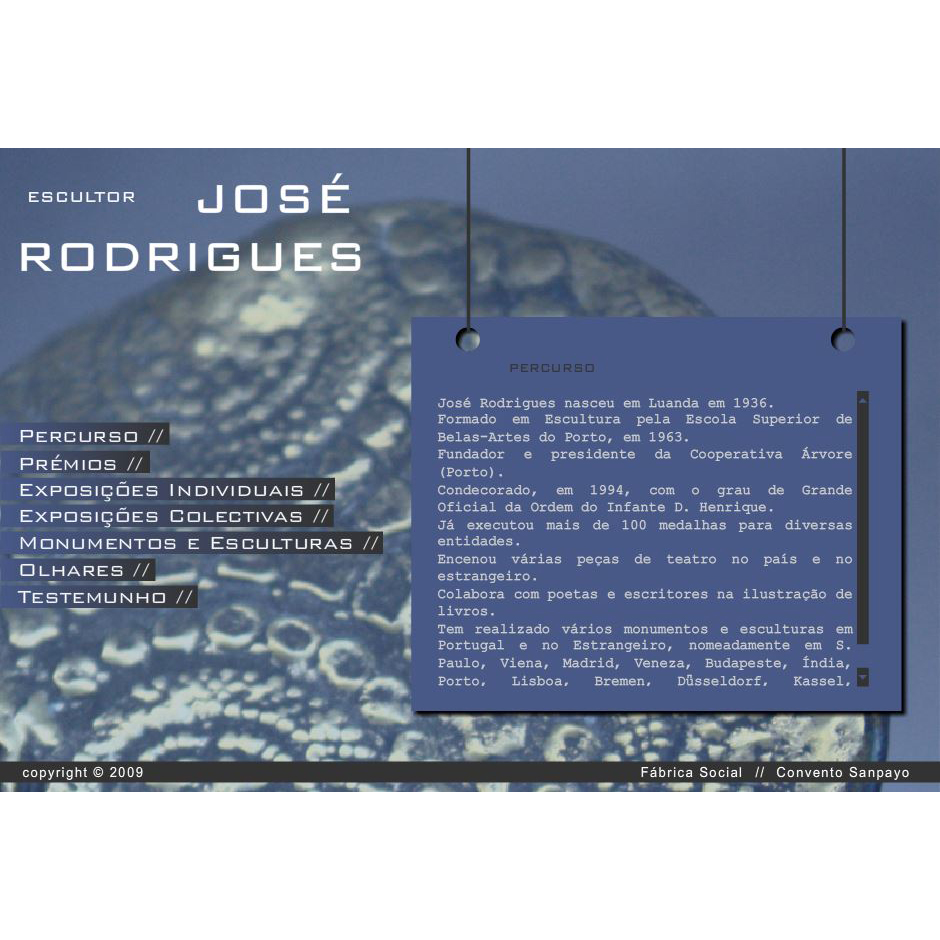 ESCULTOR JOSÉ
RODRIGUES
PERCURSO //
PRÉMIOS //
EXPOSIÇÕES INDIVIDUAIS //
EXPOSIÇÕES COLECTIVAS //
MONUMENTOS E ESCULTURAS //
OLHARES //
TESTEMUNHO //
PERCURSO
José Rodrigues nasceu em Luanda em 1936.
Formado em Escultura pela Escola Superior de
Belas-Artes do Porto, em 1963.
Fundador e presidente da Cooperativa Árvore
(Porto).
Condecorado, em 1994, com o grau de Grande
Oficial da Ordem do Infante D. Henrique.
Já executou mais de 100 medalhas para diversas
entidades.
Encenou várias peças de teatro no país e no
estrangeiro.
Colabora com poetas e escritores na ilustração de
livros.
Tem realizado vários monumentos e esculturas em
Portugal e no Estrangeiro, nomeadamente em S.
Paulo, Viena, Madrid, Veneza, Budapeste, Índia,
Porto, Lisboa, Bremen, Düsseldorf, Kassel,
copyright © 2009
Fábrica Social // Convento Sanpayo